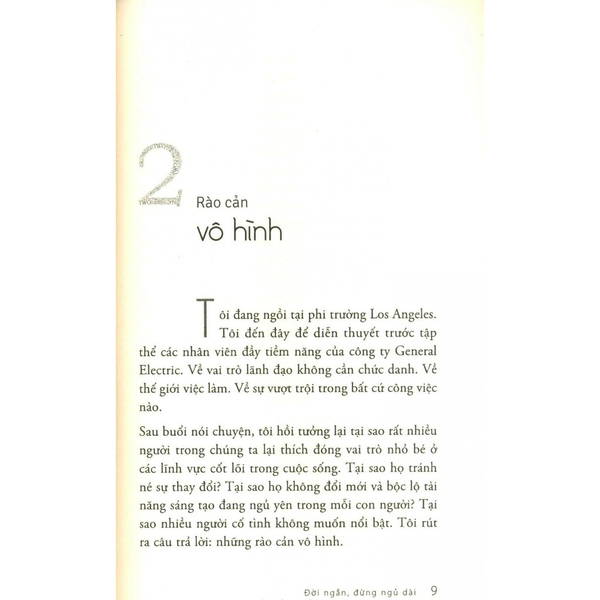 2
Rào cản
vô hình
Tôi đang ngồi tại phi trường Los Angeles.
Tôi đến đây để diễn thuyết trước tập
thể các nhân viên đầy tiềm năng của công ty General
Electric. Về vai trò lãnh đạo không cần chức danh. Về
thế giới việc làm. Về sự vượt trội trong bất cứ công việc
nào.
Sau buổi nói chuyện, tôi hồi tưởng lại tại sao rất nhiều
người trong chúng ta lại thích đóng vai trò nhỏ bé ở
các lĩnh vực cốt lõi trong cuộc sống. Tại sao họ tránh
né sự thay đổi? Tại sao họ không đổi mới và bộc lộ tài
năng sáng tạo đang ngủ yên trong mỗi con người? Tại
sao nhiều người cố tình không muốn nổi bật. Tôi rút
ra câu trả lời: những rào cản vô hình.
Đời ngắn, đừng ngủ dài 9